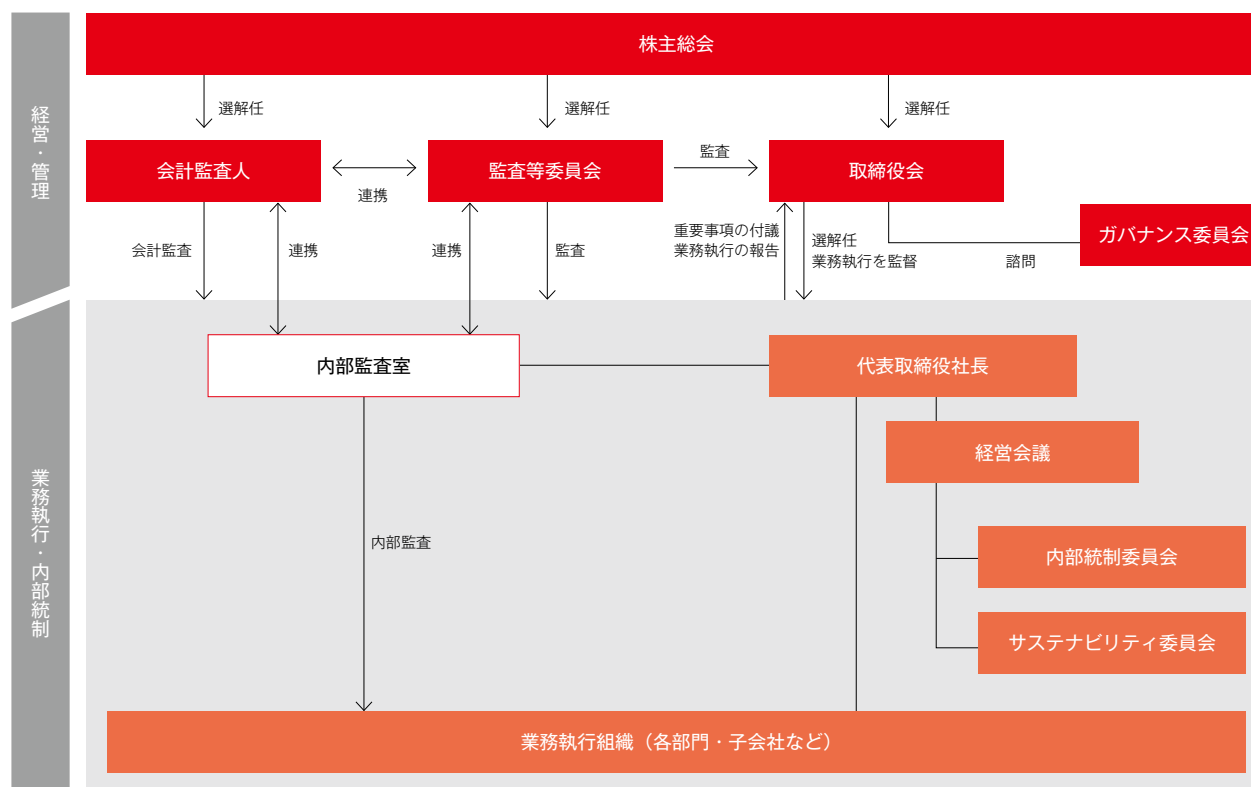 株主総会
経営・管理
選解任
選解任
選解任
会計監査人
連携
監査等委員会
監査
取締役会
ガバナンス委員会
会計監査
連携
連携
監査
重要事項の付議
業務執行の報告
選解任
業務執行を監督
諮問
業務執行・内部統制
内部監査室
代表取締役社長
経営会議
内部監査
内部統制委員会
サステナビリティ委員会
業務執行組織（各部門・子会社など）